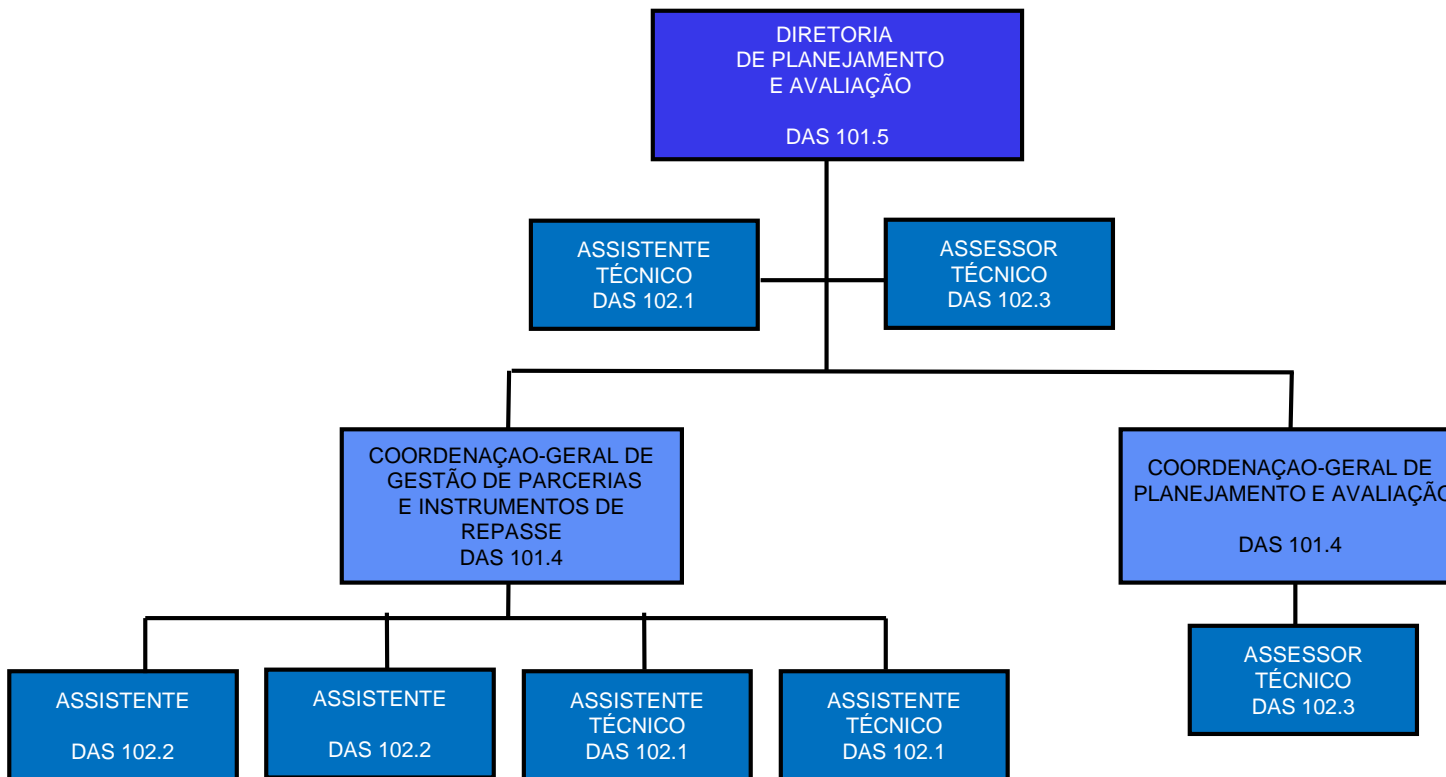 DIRETORIA
DE PLANEJAMENTO
E AVALIAÇÃO
DAS 101.5
ASSISTENTE
TÉCNICO
DAS 102.1
ASSESSOR
TÉCNICO
DAS 102.3
COORDENAÇAO-GERAL DE
GESTÃO DE PARCERIAS
E INSTRUMENTOS DE
REPASSE
DAS 101.4
COORDENAÇAO-GERAL DE
PLANEJAMENTO E AVALIAÇÃO
DAS 101.4
ASSISTENTE
DAS 102.2
ASSISTENTE
DAS 102.2
ASSISTENTE
TÉCNICO
DAS 102.1
ASSISTENTE
TÉCNICO
DAS 102.1
ASSESSOR
TÉCNICO
DAS 102.3